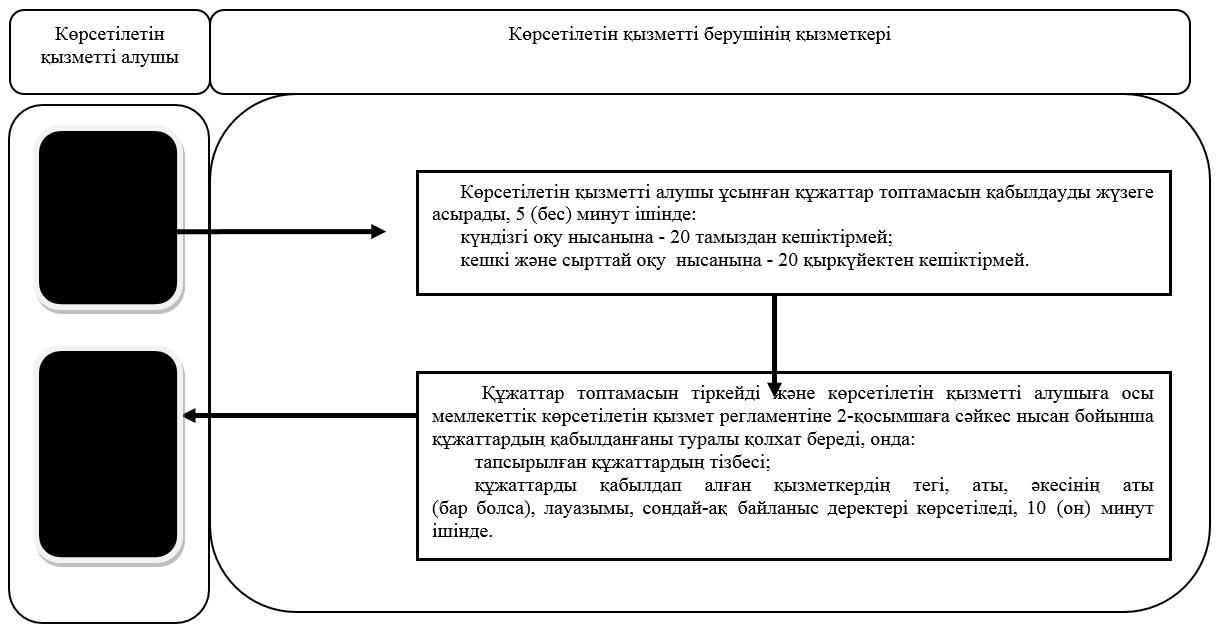 Көрсетілетін
қызметті алушы
Көрсетілетін қызметті берушінің қызметкері
Көрсетілетін қызметті алушы ұсынған құжаттар топтамасын қабылдауды жүзеге
асырады, 5 (бес) минут ішінде:
күндізгі оқу нысанына - 20 тамыздан кешіктірмей;
кешкі және сырттай оқу нысанына - 20 қыркүйектен кешіктірмей.
Құжаттар топтамасын тіркейді және көрсетілетін қызметті алушыға осы
мемлекеттік көрсетілетін қызмет регламентіне 2-қосымшаға сәйкес нысан бойынша
құжаттардың қабылданғаны туралы қолхат береді, онда:
тапсырылған құжаттардың тізбесі;
құжаттарды қабылдап алған қызметкердің тегі, аты, әкесінің аты
(бар болса), лауазымы, сондай-ақ байланыс деректері көрсетіледі, 10 (он) минут
ішінде.